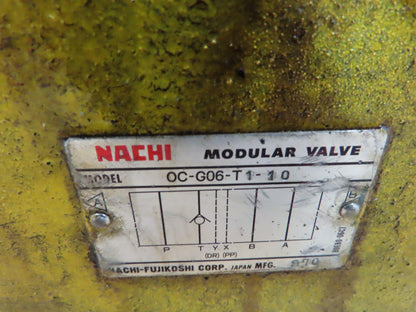 NACHI MODULAR VALVE
MODEL OC-G06-T1-10
P T Y X B A
(DR) (PP)
NACHI-FUJIKOSHI CORP. JAPAN MFG.